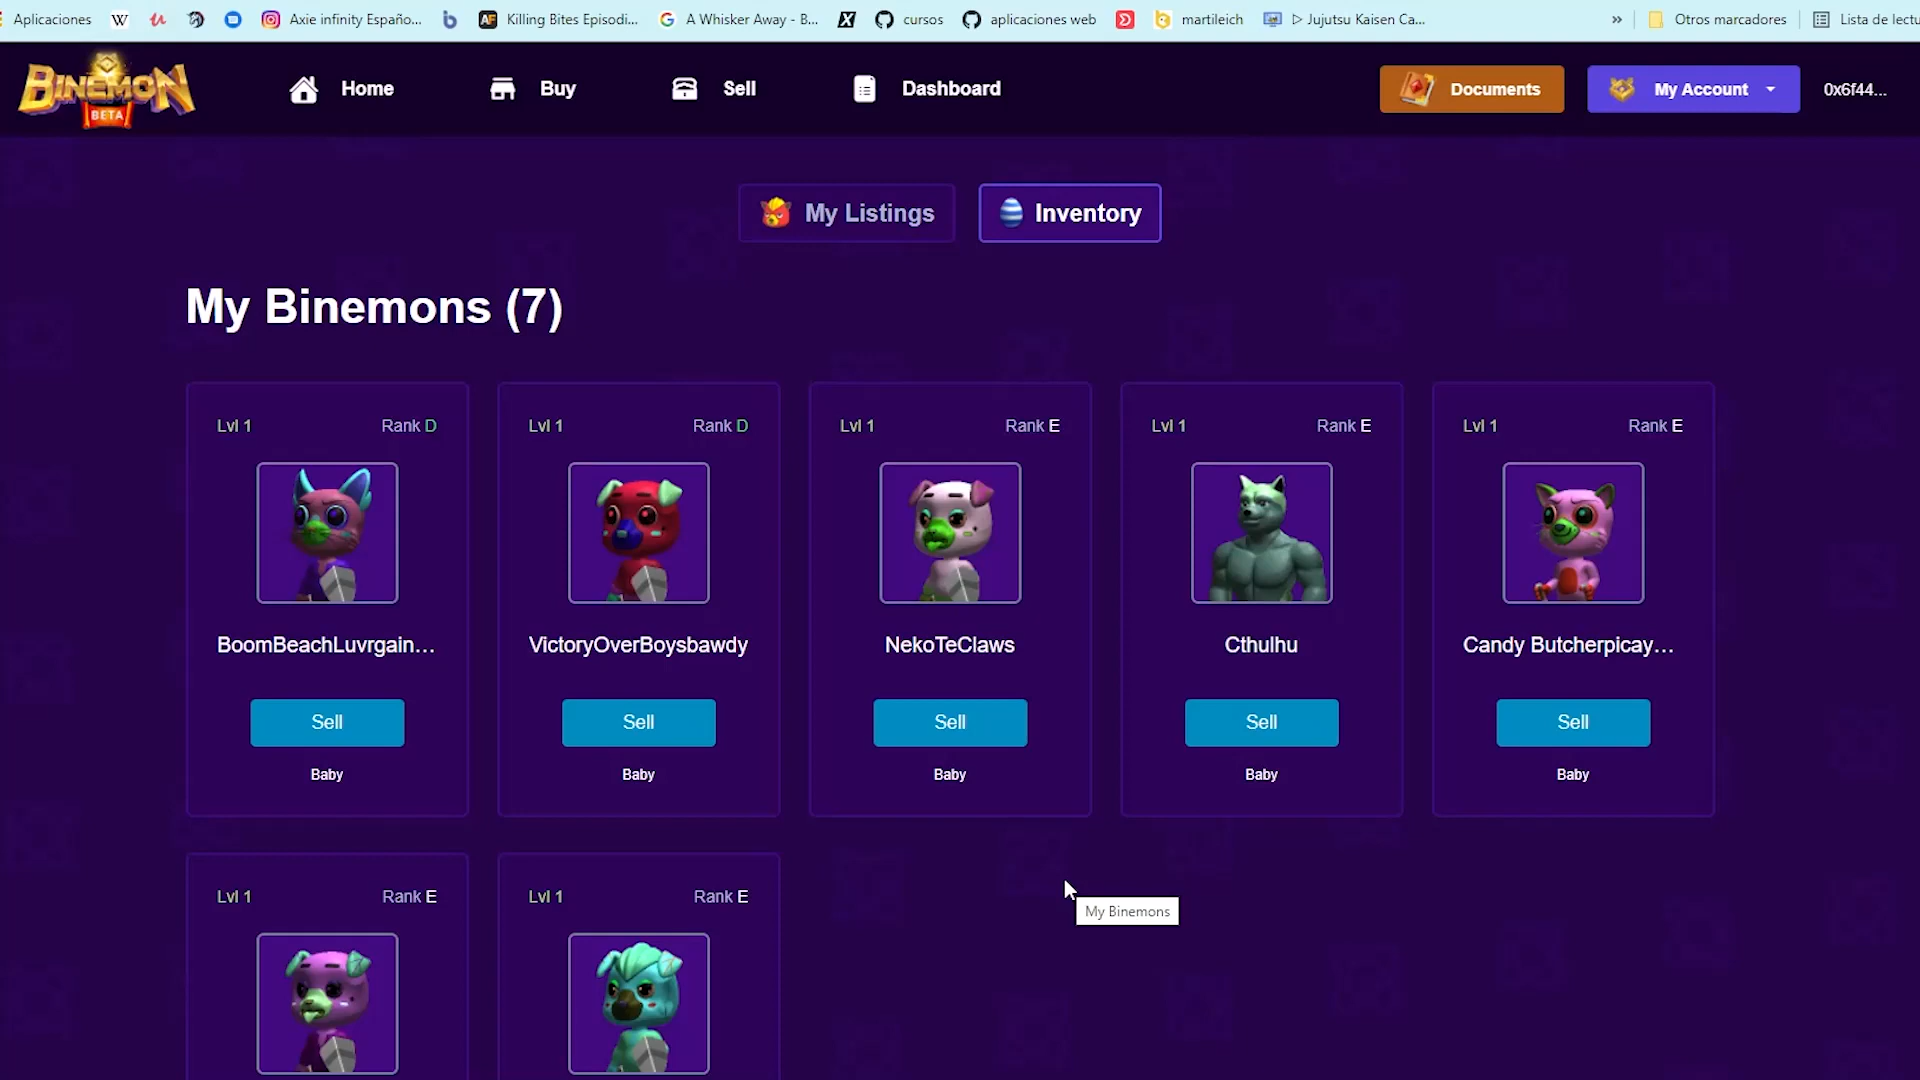 Aplicaciones
Axie infinity Españo...
Killing Bites Episodi...
A Whisker Away - B...
cursos
aplicaciones web
martileich
▷ Jujutsu Kaisen Ca...
»
Otros marcadores
Lista de lectu
BINEMON
BETA
Home
Buy
Sell
Dashboard
Documents
My Account
0x6f44...
My Listings
Inventory
My Binemons (7)
Lvl 1
Rank D
Lvl 1
Rank D
Lvl 1
Rank E
Lvl 1
Rank E
Lvl 1
Rank E
BoomBeachLuvrgain...
VictoryOverBoysbawdy
NekoTeClaws
Cthulhu
Candy Butcherpicay...
Sell
Sell
Sell
Sell
Sell
Baby
Baby
Baby
Baby
Baby
Lvl 1
Rank E
Lvl 1
Rank E
My Binemons